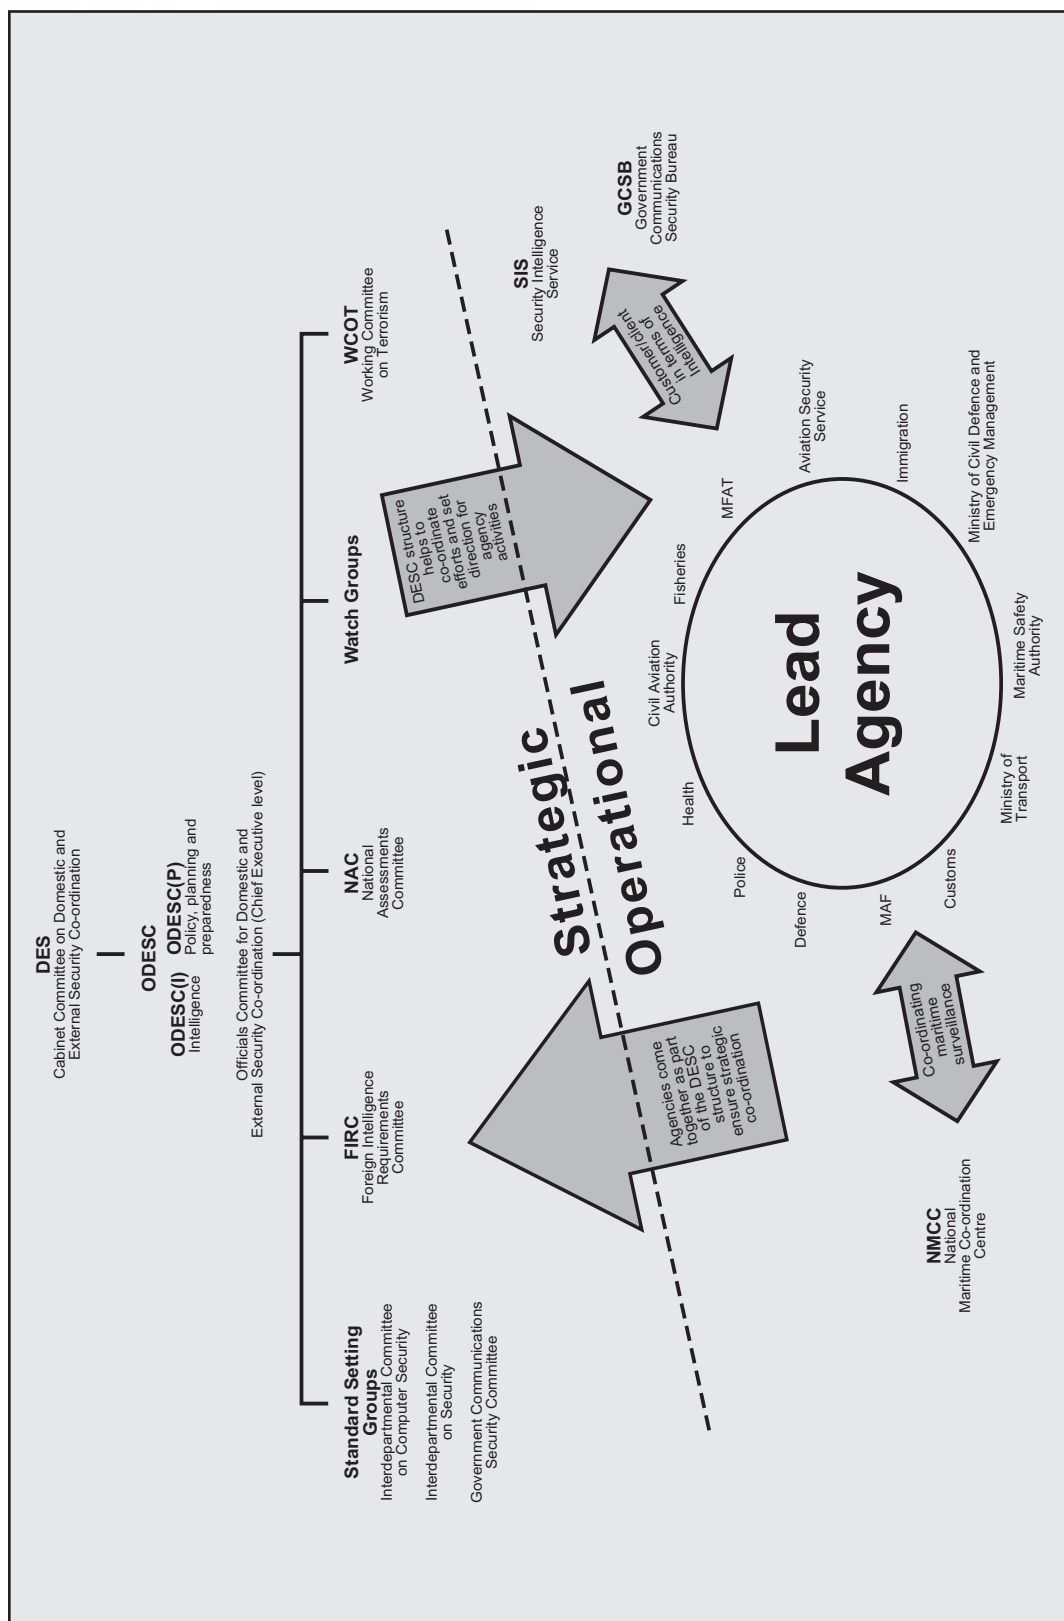 DES
Cabinet Committee on Domestic and
External Security Co-ordination
ODESC
ODESC(I)
Intelligence
ODESC(P)
Policy, planning and
preparedness
Officials Committee for Domestic and
External Security Co-ordination (Chief Executive level)
Standard Setting
Groups
Interdepartmental Committee
on Computer Security
Interdepartmental Committee
on Security
Government Communications
Security Committee
FIRC
Foreign Intelligence
Requirements
Committee
NAC
National
Assessments
Committee
Watch Groups
WCOT
Working Committee
on Terrorism
DESC structure
helps to
co-ordinate
efforts and set
direction for
agency
activities
Strategic
Operational
Agencies come
together as part
of the DESC
structure to
ensure strategic
co-ordination
SIS
Security Intelligence
Service
GCSB
Government
Communications
Security Bureau
Customer/client
in terms of
Intelligence
NMCC
National
Maritime Co-ordination
Centre
Co-ordinating
maritime
surveillance
Lead
Agency
Defence
Police
Health
Civil Aviation
Authority
Fisheries
MFAT
Aviation Security
Service
Immigration
Ministry of Civil Defence and
Emergency Management
Maritime Safety
Authority
Ministry of
Transport
Customs
MAF